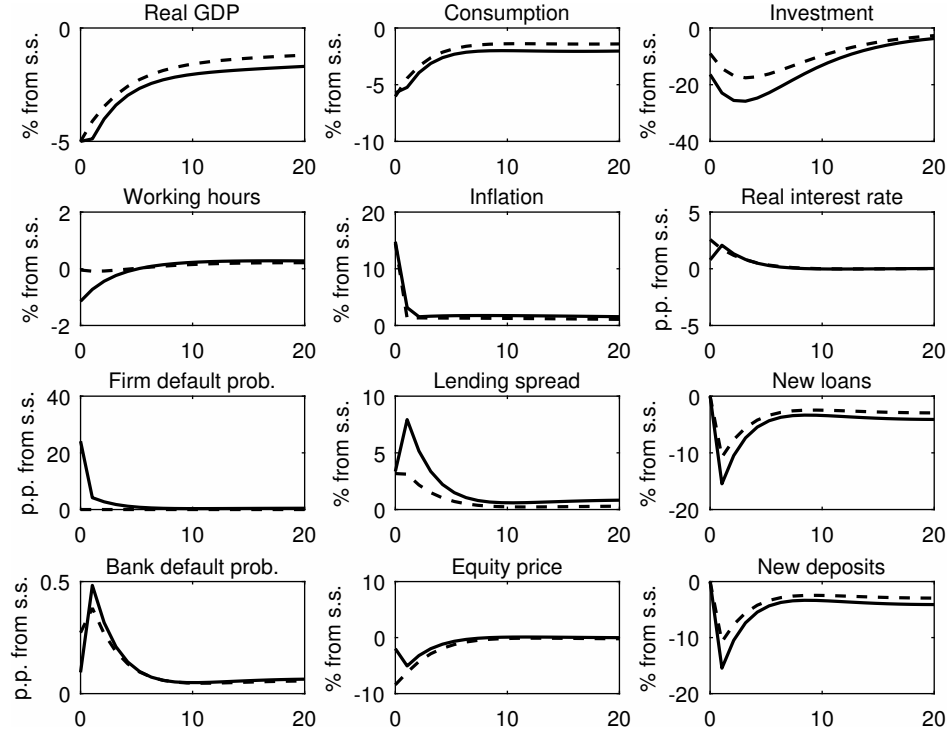 Real GDP
% from s.s.
0
-5
0 10 20
Consumption
% from s.s.
0
-5
-10
0 10 20
Investment
% from s.s.
0
-20
-40
0 10 20
Working hours
% from s.s.
2
0
-2
0 10 20
Inflation
% from s.s.
20
10
0
0 10 20
Real interest rate
p.p. from s.s.
5
0
-5
0 10 20
Firm default prob.
p.p. from s.s.
40
20
0
0 10 20
Lending spread
% from s.s.
10
5
0
0 10 20
New loans
% from s.s.
0
-10
-20
0 10 20
Bank default prob.
p.p. from s.s.
0.5
0
0 10 20
Equity price
% from s.s.
10
0
-10
0 10 20
New deposits
% from s.s.
0
-10
-20
0 10 20